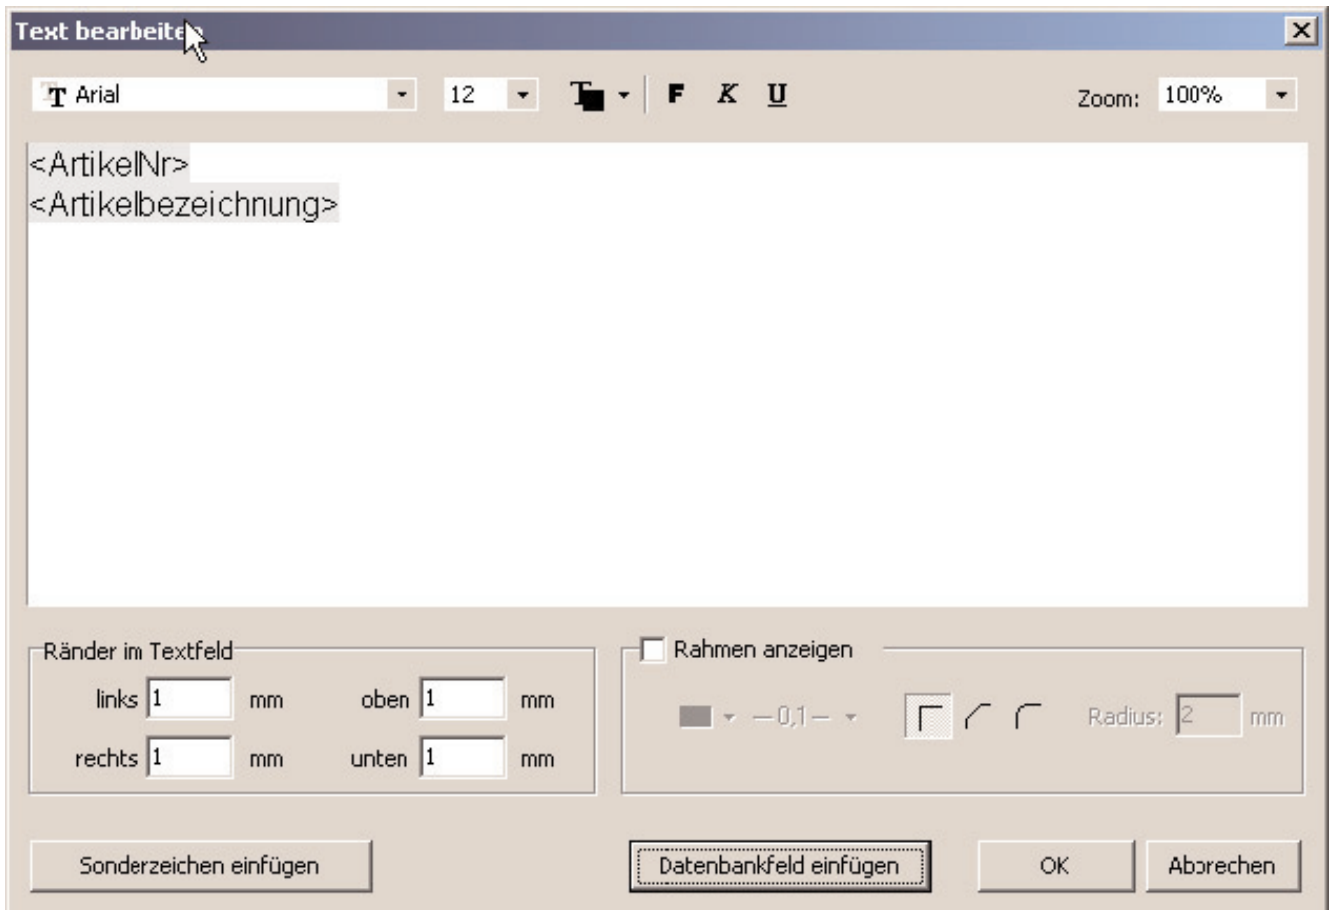 Text bearbeiten
Arial 12 F K U Zoom: 100%
<ArtikelNr>
<Artikelbezeichnung>
Ränder im Textfeld
links 1 mm oben 1 mm
rechts 1 mm unten 1 mm
Rahmen anzeigen
0,1 Radius: 2 mm
Sonderzeichen einfügen Datenbankfeld einfügen OK Abbrechen